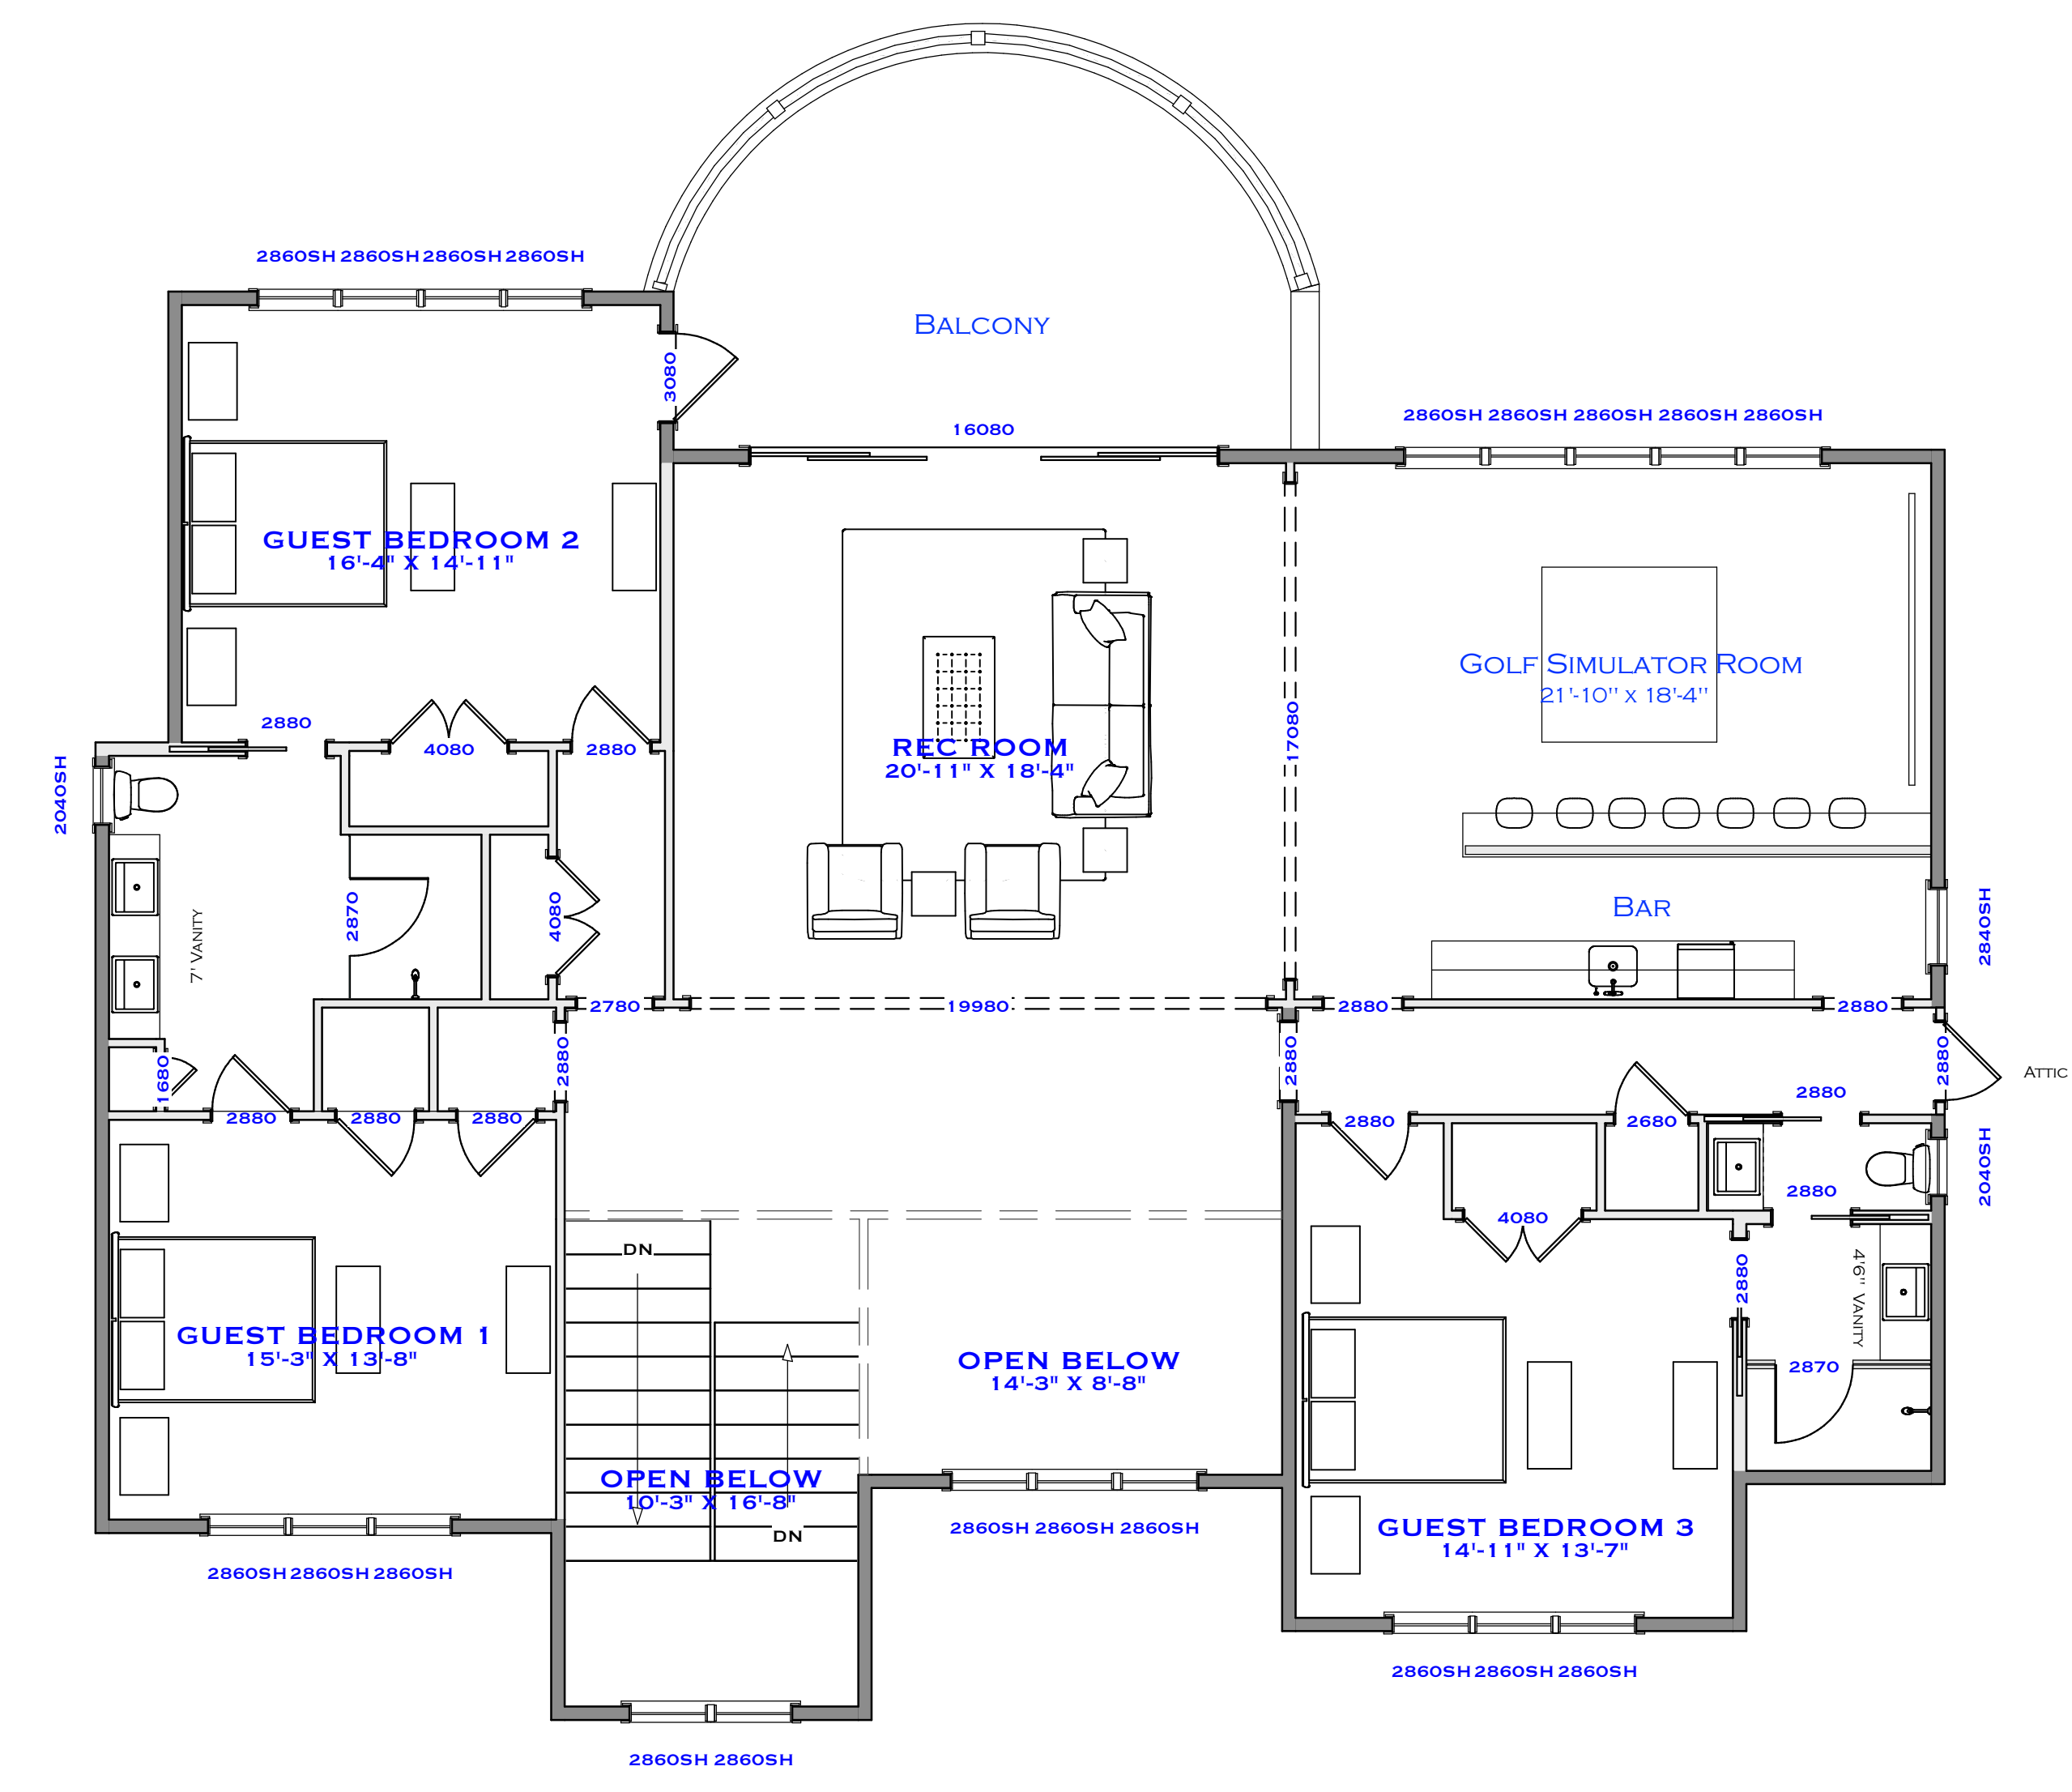 2860SH 2860SH 2860SH 2860SH
BALCONY
3080
16080
2860SH 2860SH 2860SH 2860SH 2860SH
GUEST BEDROOM 2
16'-4" X 14'-11"
GOLF SIMULATOR ROOM
21'-10" X 18'-4"
2880
4080
2880
REC ROOM
20'-11" X 18'-4"
17080
2040SH
7' VANITY
2870
4080
BAR
2840SH
2780
19980
2880
2880
1680
2880
2880
2880
ATTIC
2880
2880
2880
2880
2880
2680
2880
2040SH
2880
4080
DN
2880
4'6" VANITY
GUEST BEDROOM 1
15'-3" X 13'-8"
OPEN BELOW
14'-3" X 8'-8"
2870
OPEN BELOW
10'-3" X 16'-8"
DN
2860SH 2860SH 2860SH
GUEST BEDROOM 3
14'-11" X 13'-7"
2860SH 2860SH 2860SH
2860SH 2860SH 2860SH
2860SH 2860SH